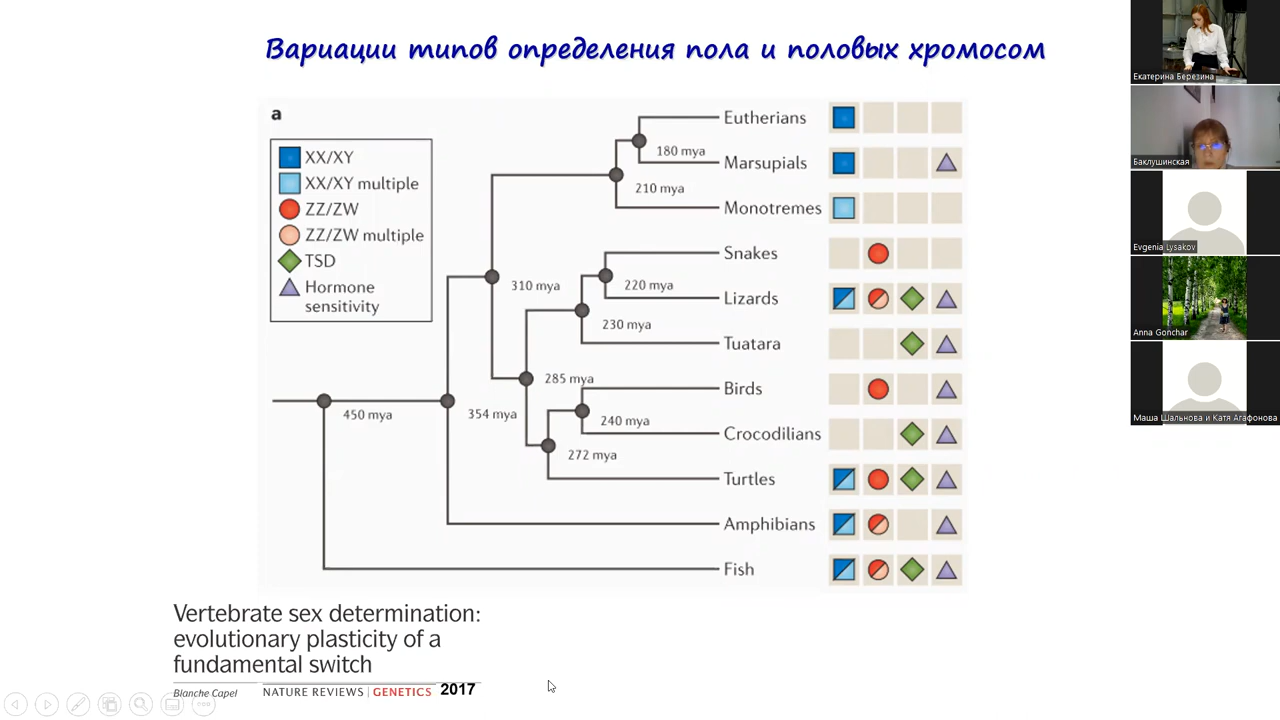 Вариации типов определения пола и половых хромосом
a
XX/XY
XX/XY multiple
ZZ/ZW
ZZ/ZW multiple
TSD
Hormone
sensitivity
Eutherians
180 mya
Marsupials
210 mya
Monotremes
Snakes
310 mya
220 mya
Lizards
230 mya
Tuatara
285 mya
Birds
450 mya
354 mya
240 mya
Crocodilians
272 mya
Turtles
Amphibians
Fish
Vertebrate sex determination:
evolutionary plasticity of a
fundamental switch
Blanche Capel NATURE REVIEWS | GENETICS 2017
Екатерина Березина
Баклушинская
Evgenia Lysakov
Anna Gonchar
Маша Шальнова и Катя Агафонова